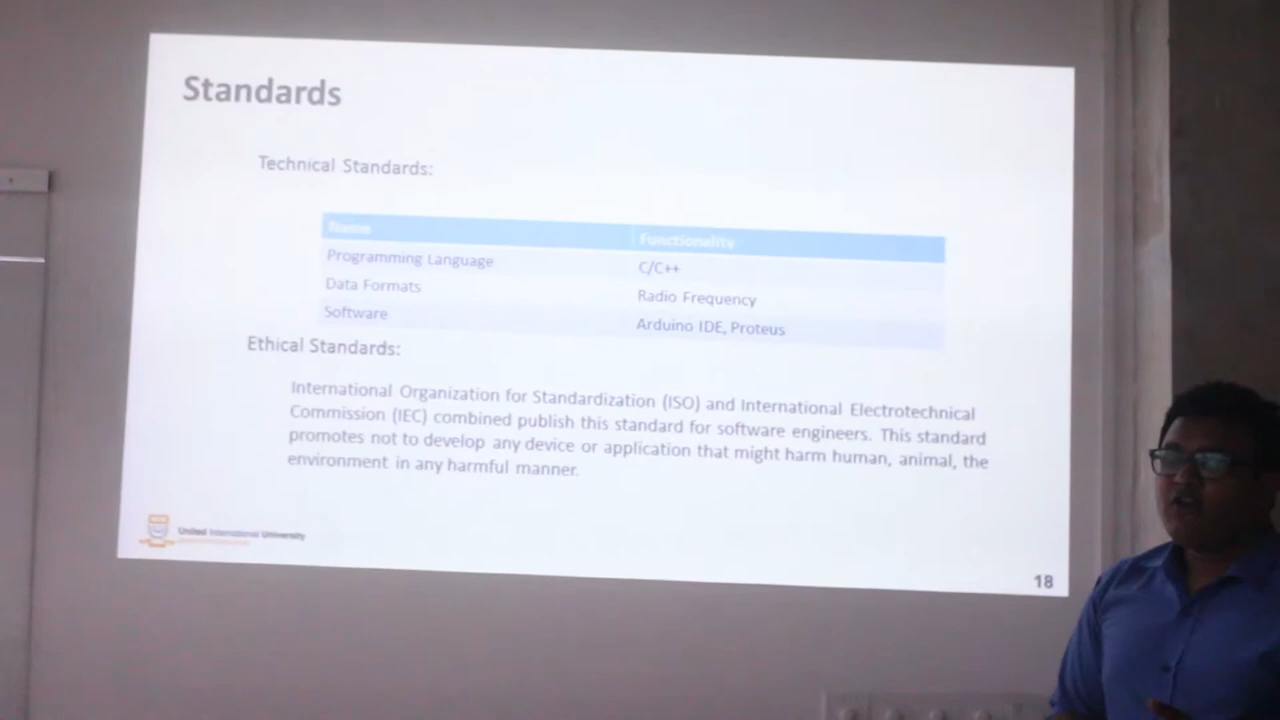 Standards
Technical Standards:
Name Functionality
Programming Language C/C++
Data Formats Radio Frequency
Software Arduino IDE, Proteus
Ethical Standards:
International Organization for Standardization (ISO) and International Electrotechnical
Commission (IEC) combined publish this standard for software engineers. This standard
promotes not to develop any device or application that might harm human, animal, the
environment in any harmful manner.
United International University
18